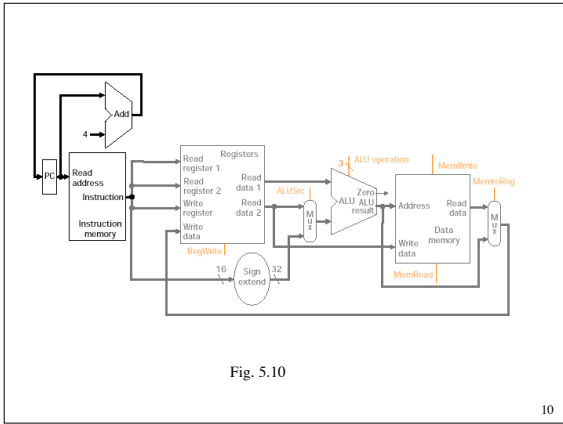 Add
4
PC
Read
address
Instruction
Instruction
memory
Registers
Read
register 1
Read
register 2
Write
register
Write
data
Read
data 1
Read
data 2
RegWrite
16
Sign
extend
32
ALUSrc
M
u
x
3
ALU operation
Zero
ALU
ALU
result
MemWrite
Address
Read
data
Data
memory
Write
data
MemRead
MemtoReg
M
u
x
Fig. 5.10
10